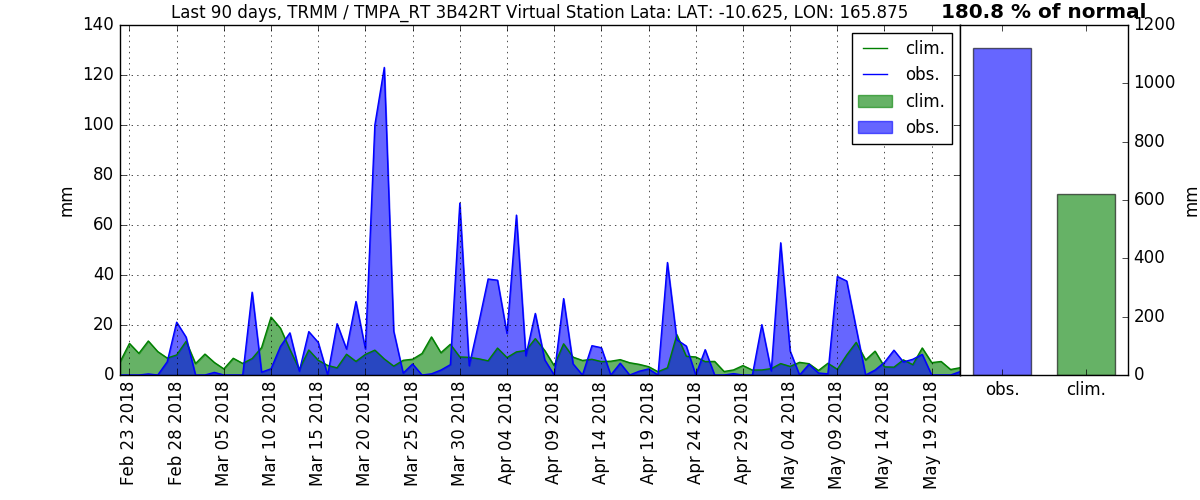 Last 90 days, TRMM / TMPA_RT 3B42RT Virtual Station Lata: LAT: -10.625, LON: 165.875
180.8 % of normal
140
120
100
80
60
40
20
0
mm
clim.
obs.
clim.
obs.
1200
1000
800
600
400
200
0
mm
Feb 23 2018
Feb 28 2018
Mar 05 2018
Mar 10 2018
Mar 15 2018
Mar 20 2018
Mar 25 2018
Mar 30 2018
Apr 04 2018
Apr 09 2018
Apr 14 2018
Apr 19 2018
Apr 24 2018
Apr 29 2018
May 04 2018
May 09 2018
May 14 2018
May 19 2018
obs.
clim.